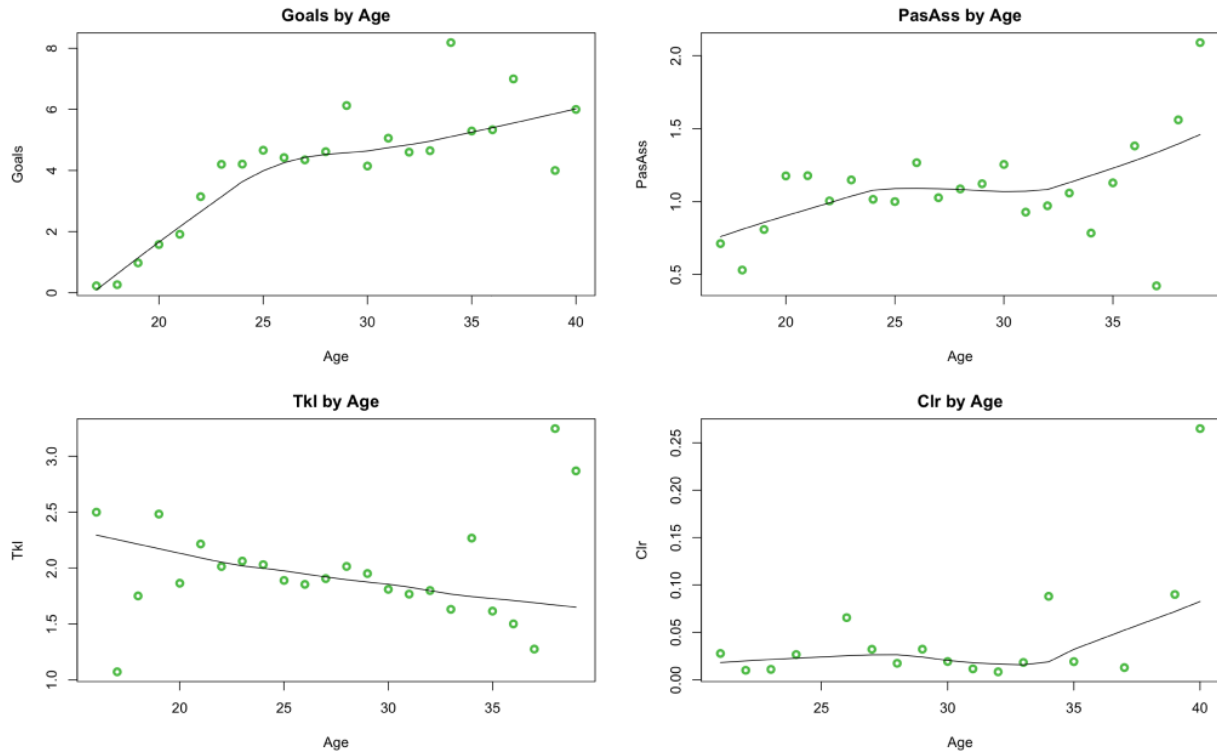 Goals by Age
Goals
0 2 4 6 8
20 25 30 35 40
Age
PasAss by Age
PasAss
0.5 1.0 1.5 2.0
20 25 30 35
Age
Tkl by Age
Tkl
1.0 1.5 2.0 2.5 3.0
20 25 30 35
Age
Clr by Age
Clr
0.00 0.05 0.10 0.15 0.20 0.25
25 30 35 40
Age